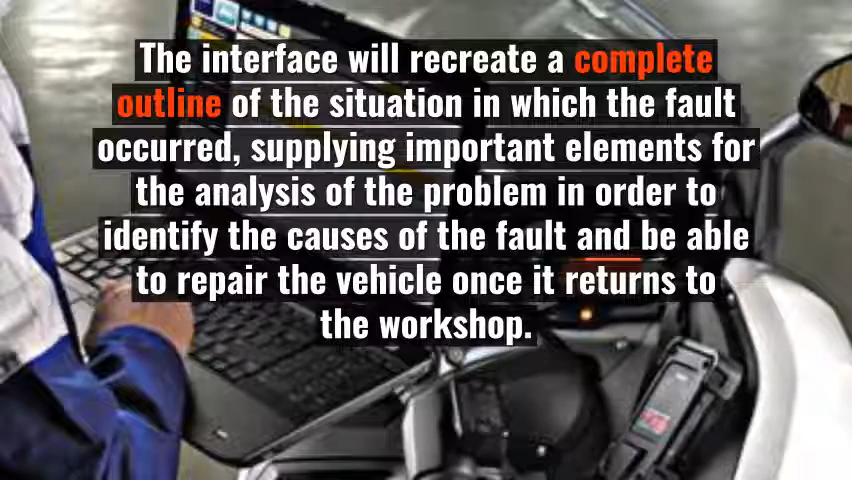 The interface will recreate a complete
outline of the situation in which the fault
occurred, supplying important elements for
the analysis of the problem in order to
identify the causes of the fault and be able
to repair the vehicle once it returns to
the workshop.